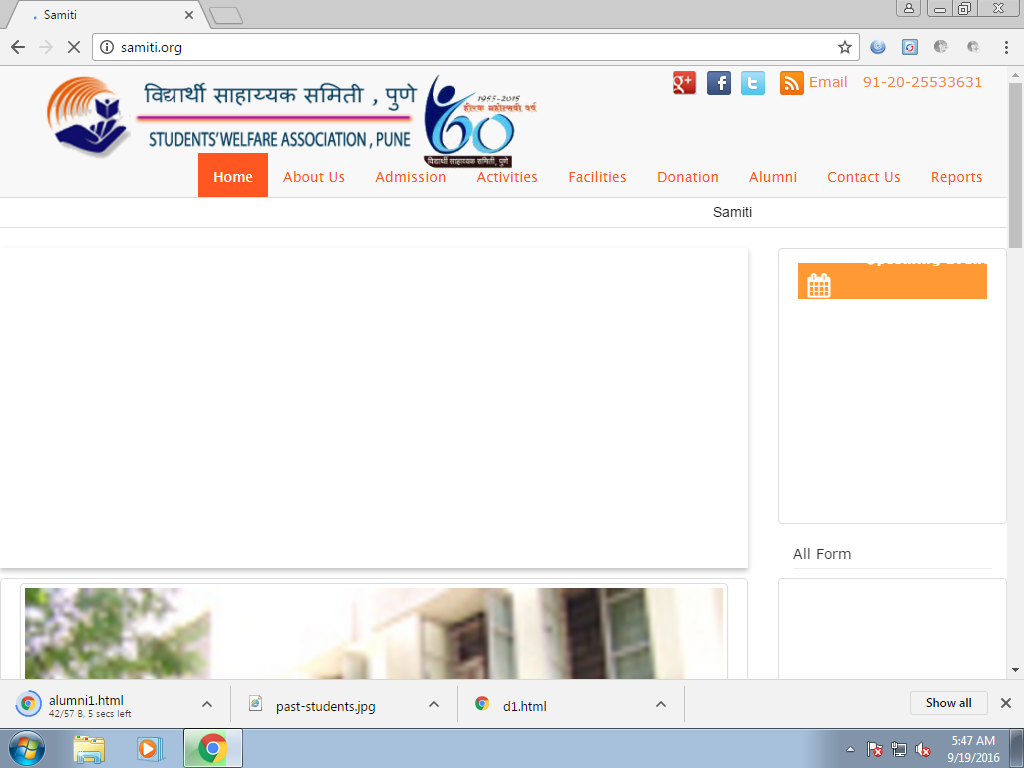 Samiti
samiti.org
विद्यार्थी साहाय्यक समिती , पुणे
STUDENTS'WELFARE ASSOCIATION , PUNE
1955-2015
हीरक महोत्सवी वर्ष
60
विद्यार्थी साहाय्यक समिती, पुणे
Email 91-20-25533631
Home About Us Admission Activities Facilities Donation Alumni Contact Us Reports
Samiti
All Form
alumni1.html
42/57 B, 5 secs left
past-students.jpg
d1.html
Show all
5:47 AM
9/19/2016